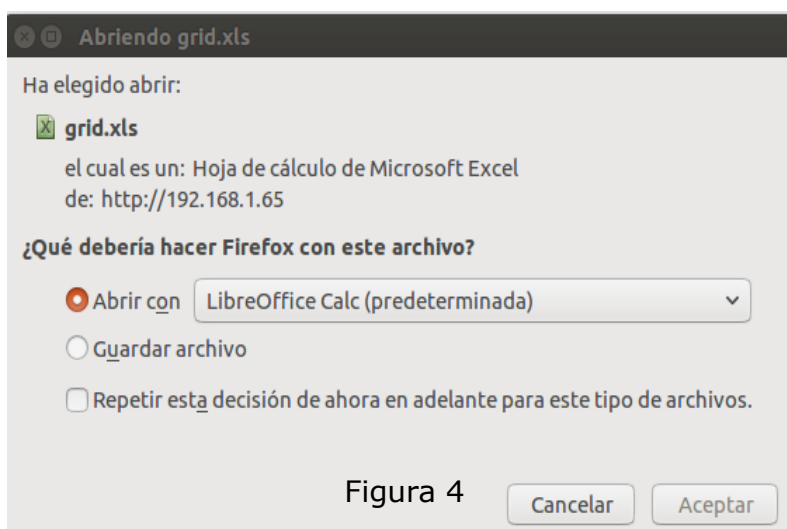 Abriendo grid.xls
Ha elegido abrir:
grid.xls
el cual es un: Hoja de cálculo de Microsoft Excel
de: http://192.168.1.65
¿Qué debería hacer Firefox con este archivo?
Abrir con LibreOffice Calc (predeterminada)
Guardar archivo
Repetir esta decisión de ahora en adelante para este tipo de archivos.
Figura 4
Cancelar Aceptar